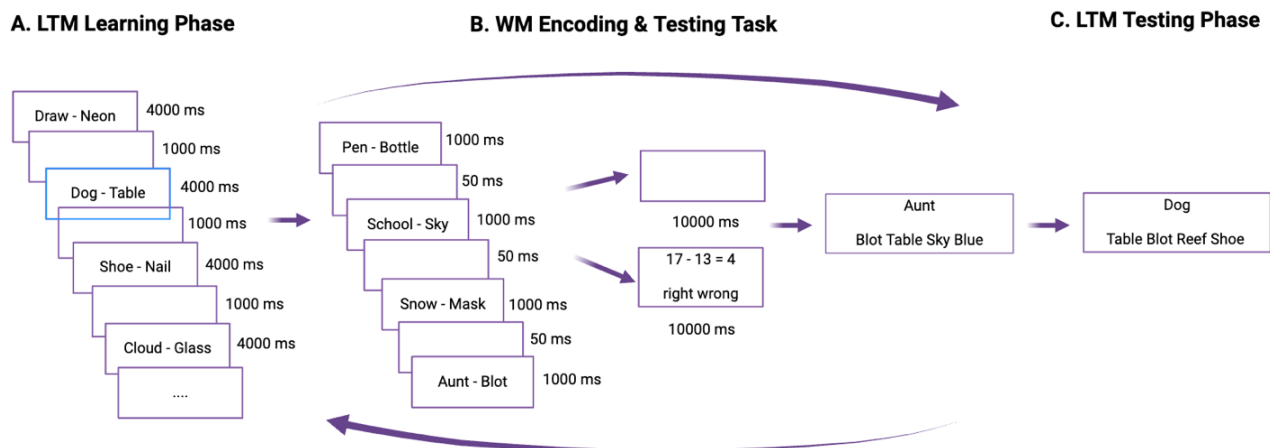 A. LTM Learning Phase
Draw - Neon
4000 ms
1000 ms
Dog - Table
4000 ms
1000 ms
Shoe - Nail
4000 ms
1000 ms
Cloud - Glass
4000 ms
....
B. WM Encoding & Testing Task
Pen - Bottle
1000 ms
50 ms
School - Sky
1000 ms
50 ms
Snow - Mask
1000 ms
50 ms
Aunt - Blot
1000 ms
10000 ms
17 - 13 = 4
right wrong
10000 ms
Aunt
Blot Table Sky Blue
C. LTM Testing Phase
Dog
Table Blot Reef Shoe